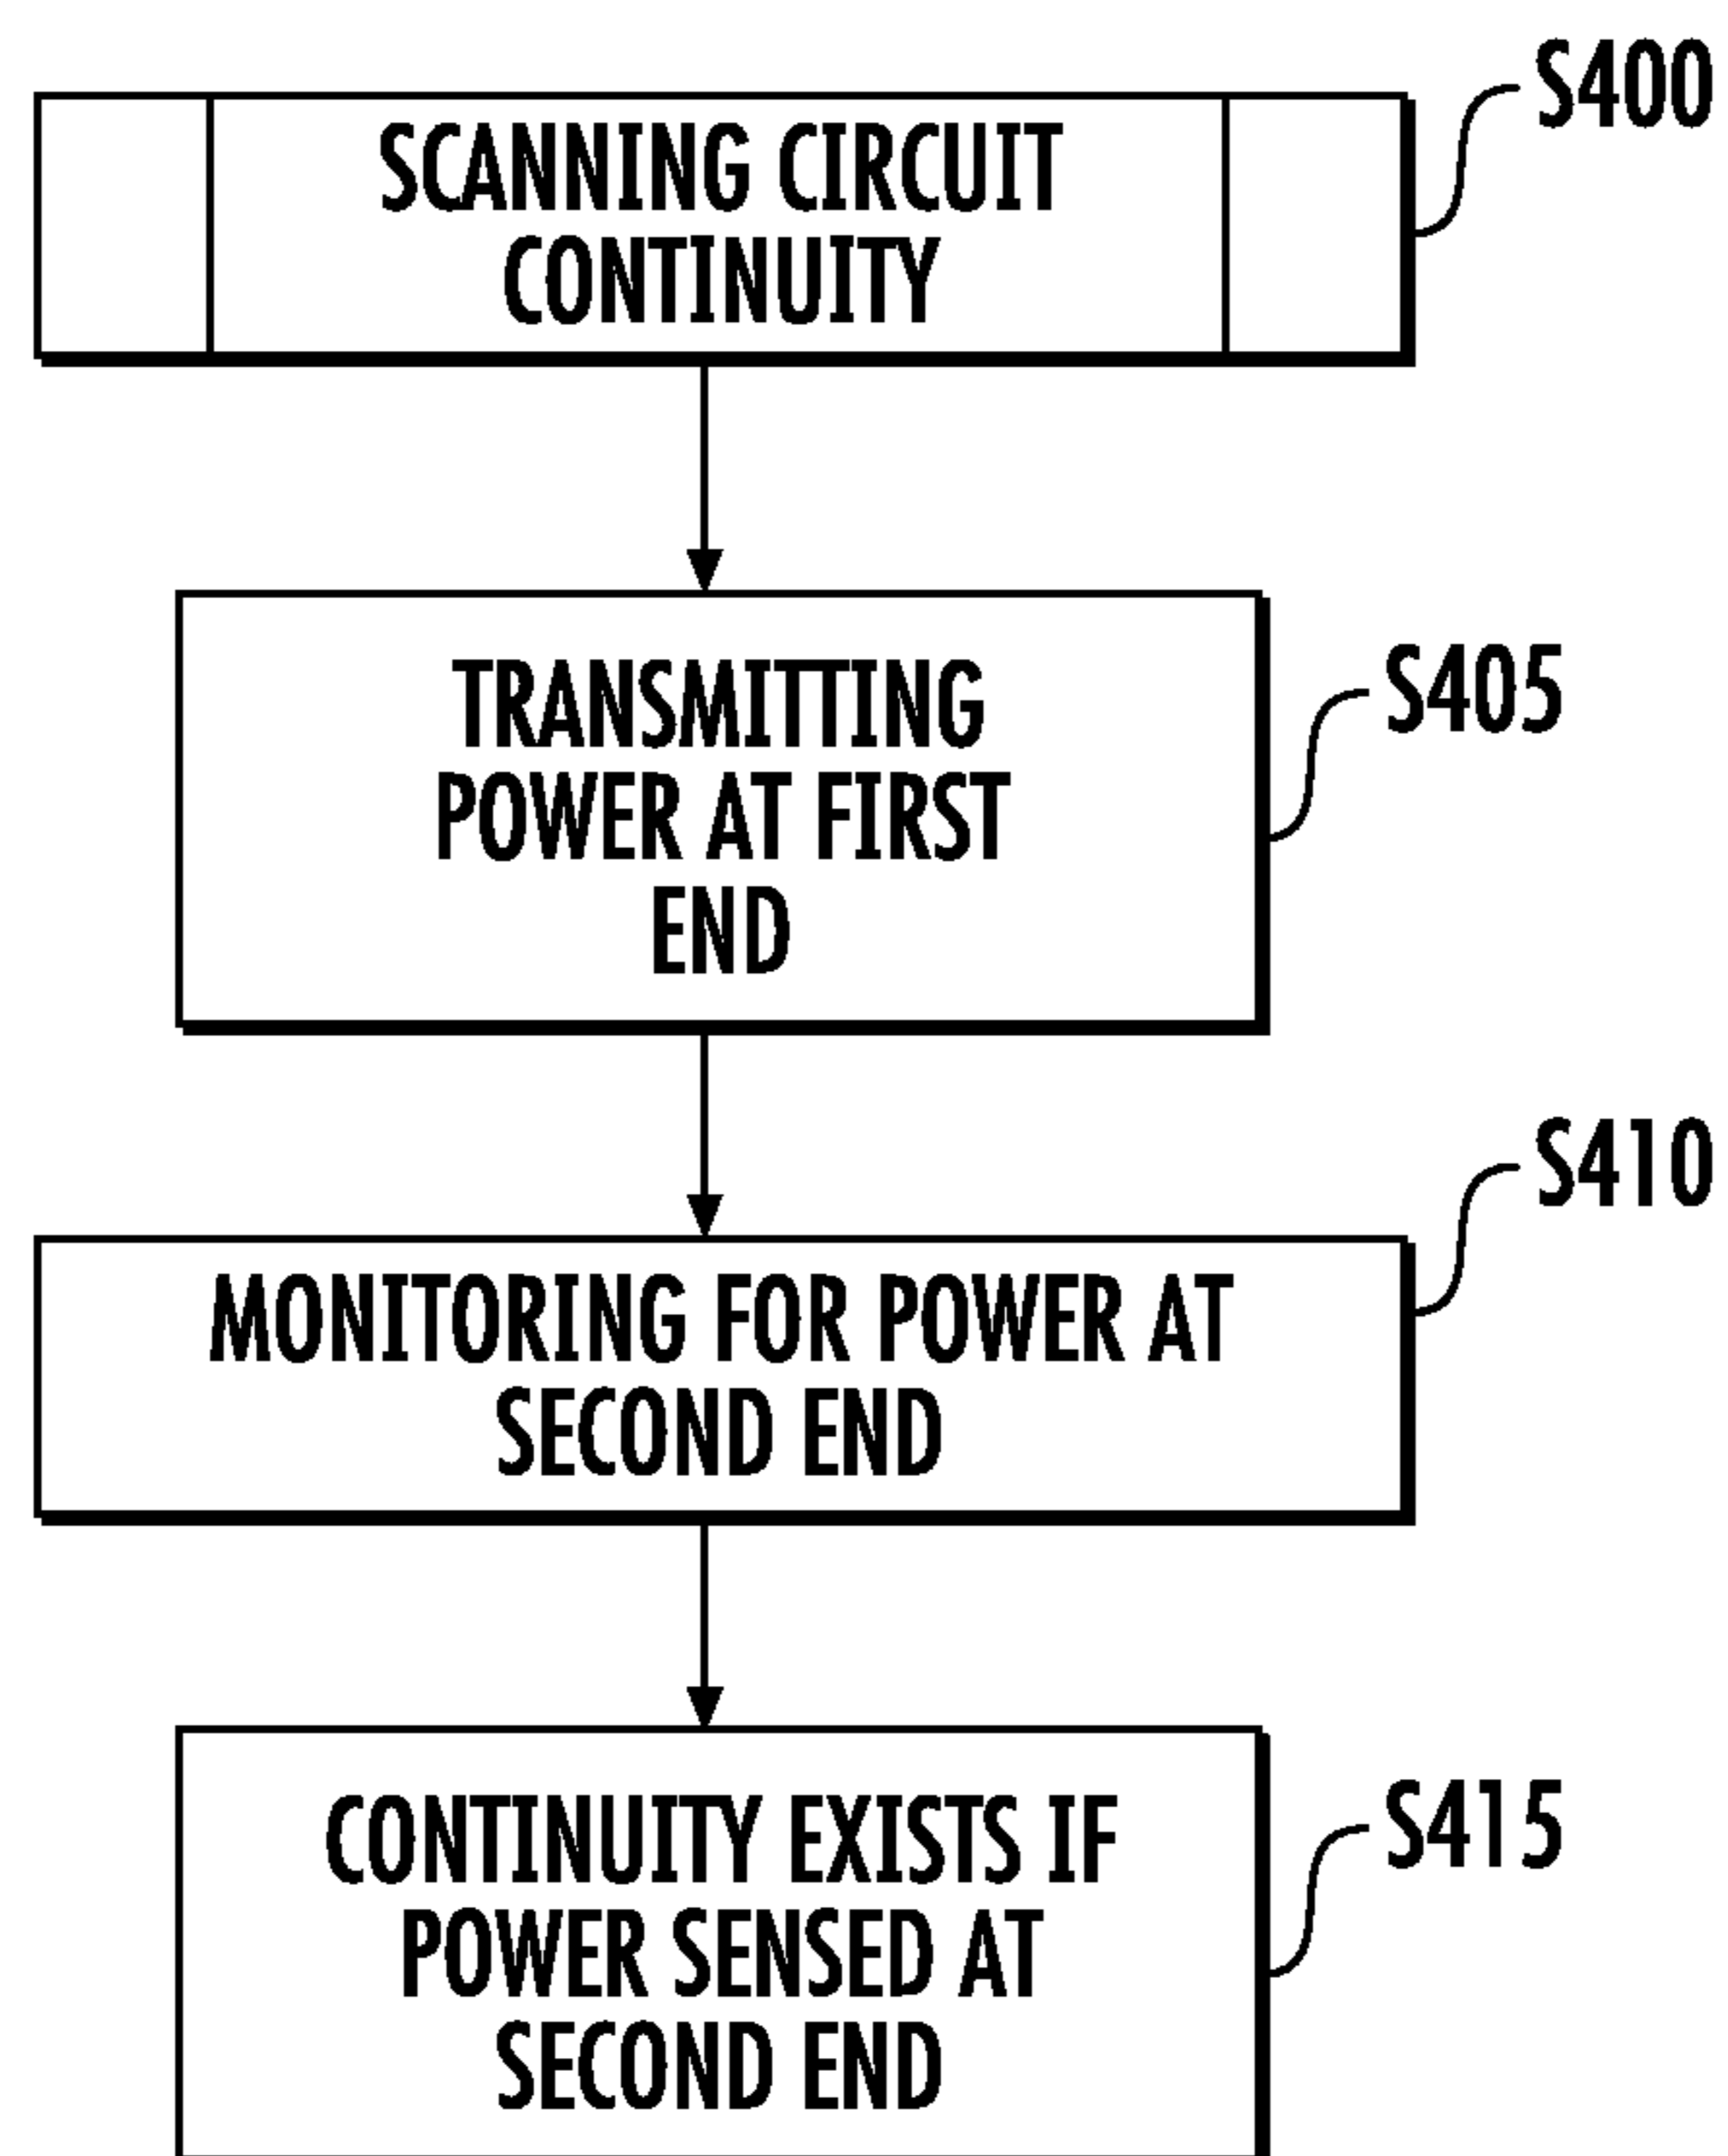 S400
SCANNING CIRCUIT
CONTINUITY
S405
TRANSMITTING
POWER AT FIRST
END
S410
MONITORING FOR POWER AT
SECOND END
S415
CONTINUITY EXISTS IF
POWER SENSED AT
SECOND END